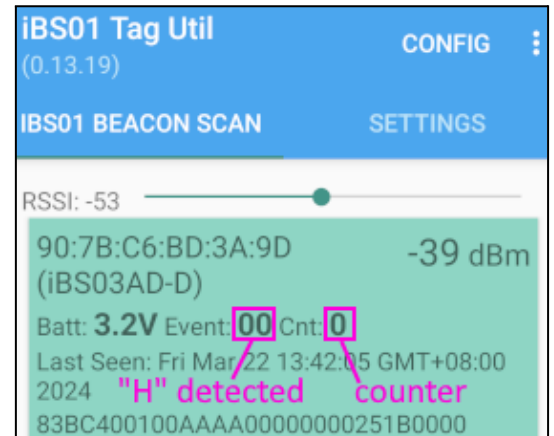 iBS01 Tag Util
CONFIG
(0.13.19)
IBS01 BEACON SCAN
SETTINGS
RSSI: -53
90:7B:C6:BD:3A:9D
-39 dBm
(iBS03AD-D)
Batt: 3.2V Event: 00 Cnt: 0
Last Seen: Fri Mar 22 13:42:05 GMT+08:00
2024
"H" detected
counter
83BC400100AAAA00000000251B0000